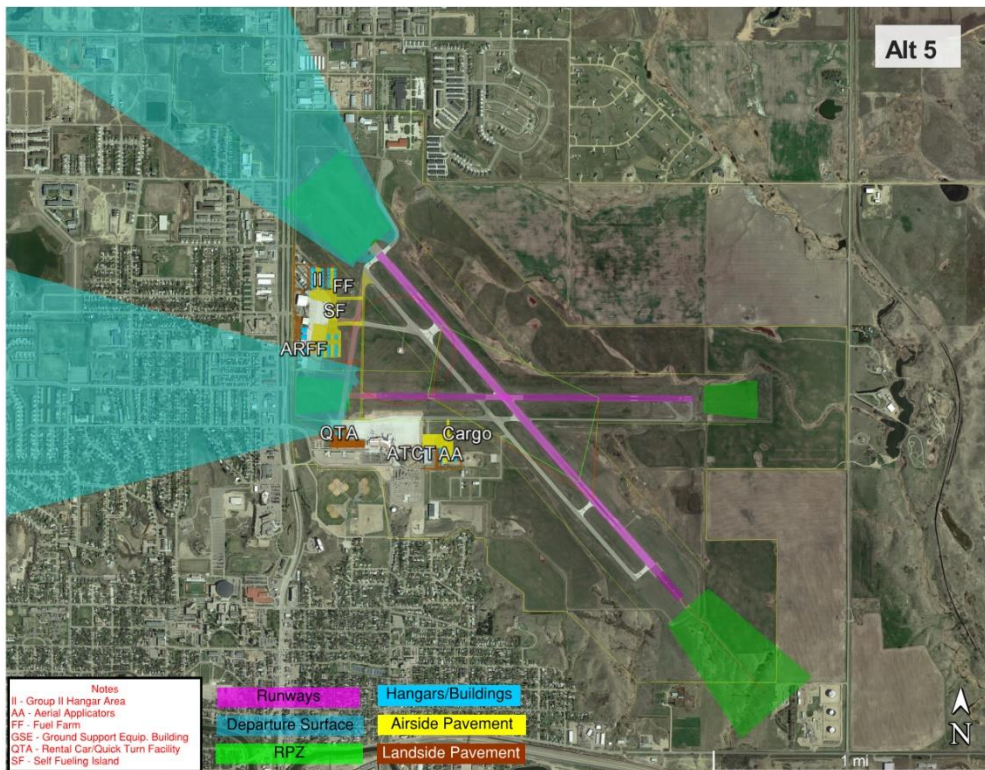 Alt 5
II
FF
SF
ARFF
QTA
Cargo
ATCT AA
Notes
II - Group II Hangar Area
AA - Aerial Applicators
FF - Fuel Farm
GSE - Ground Support Equip. Building
QTA - Rental Car/Quick Turn Facility
SF - Self Fueling Island
Runways
Hangars/Buildings
Departure Surface
Airside Pavement
RPZ
Landside Pavement
1 mi
N